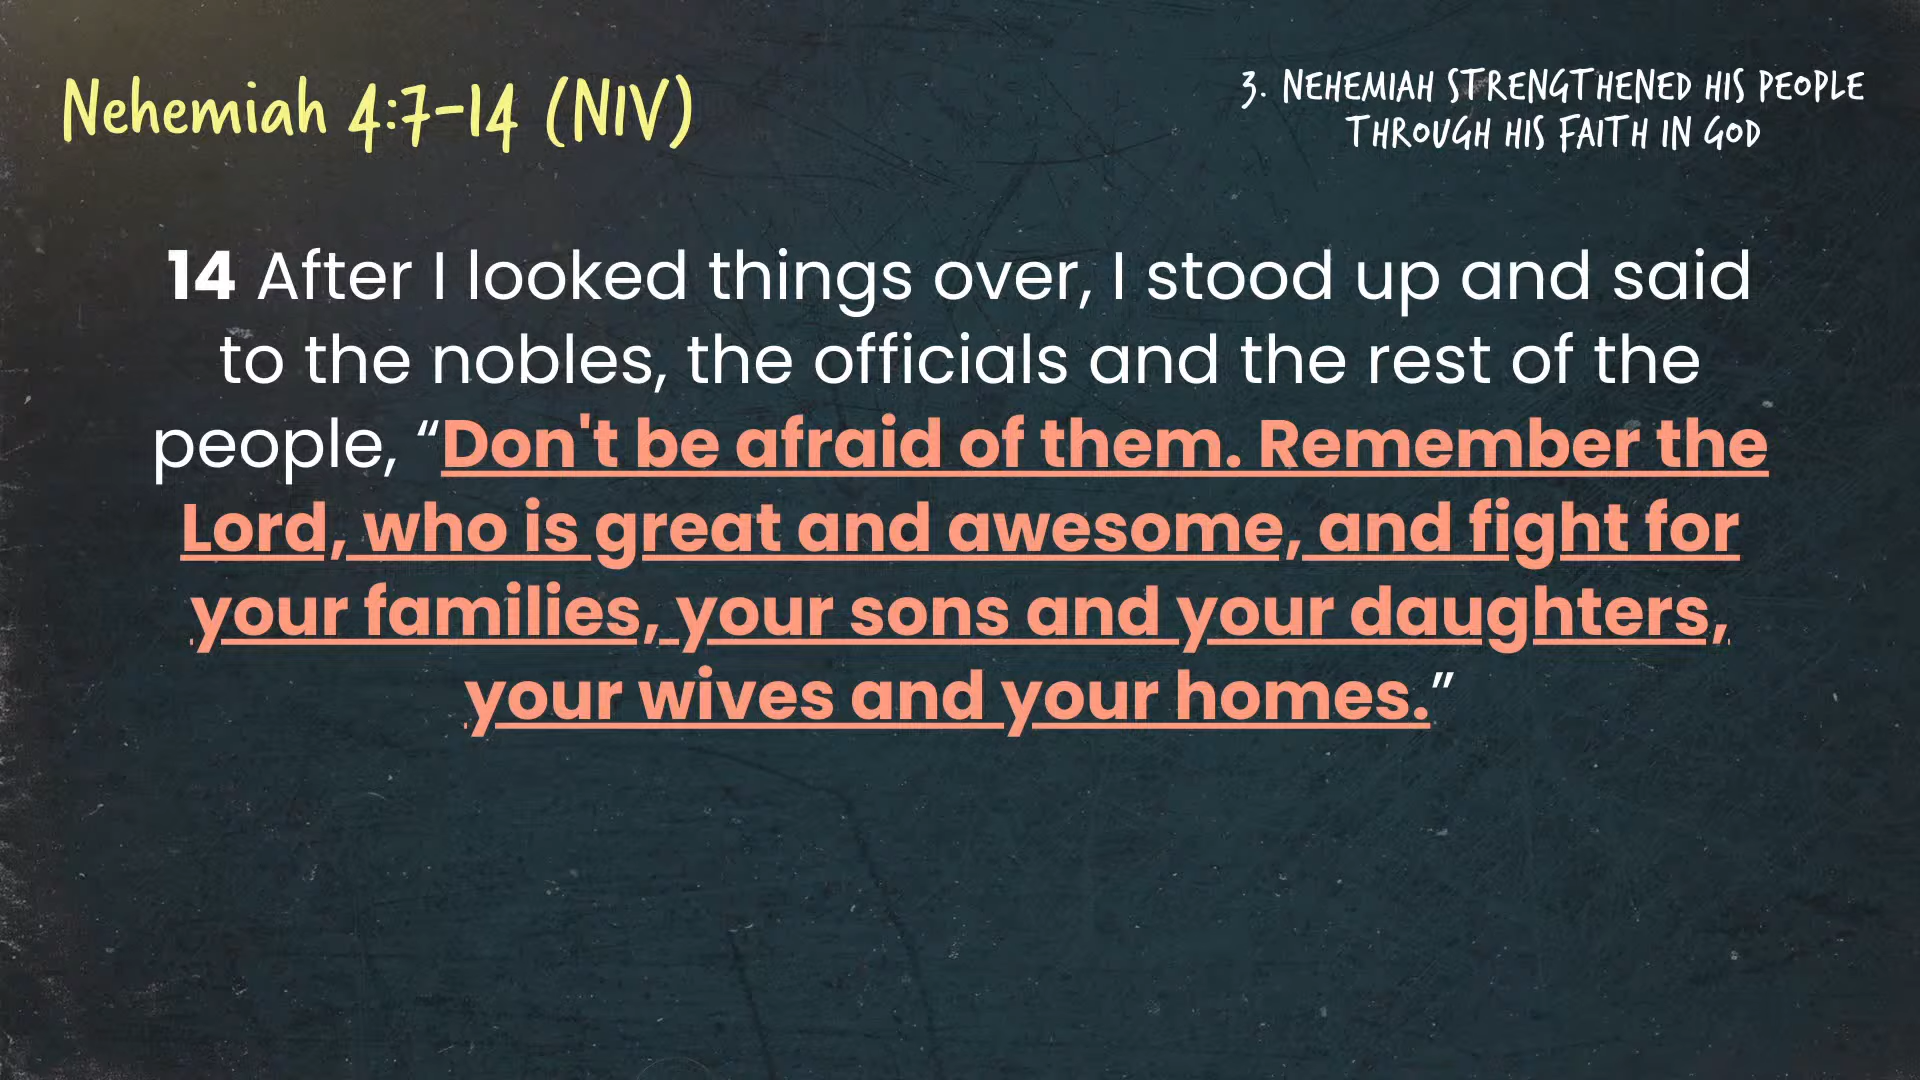 Nehemiah 4:7-14 (NIV)
3. NEHEMIAH STRENGTHENED HIS PEOPLE
THROUGH HIS FAITH IN GOD
14 After I looked things over, I stood up and said
to the nobles, the officials and the rest of the
people, “Don't be afraid of them. Remember the
Lord, who is great and awesome, and fight for
your families, your sons and your daughters,
your wives and your homes.”